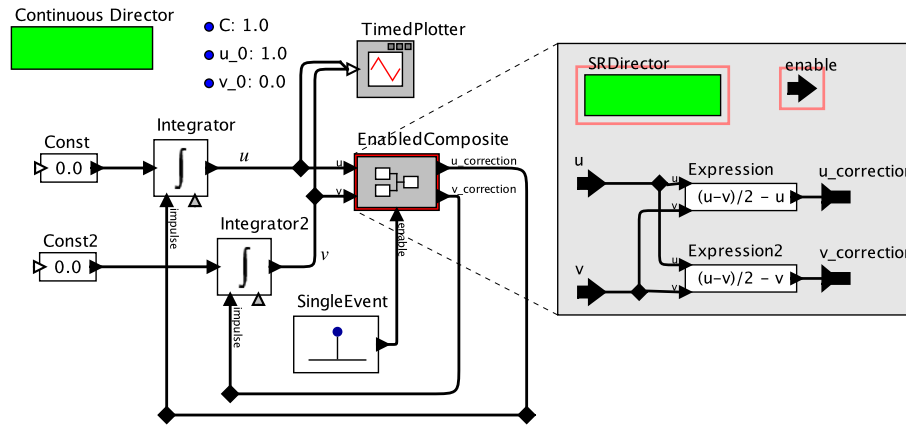 Continuous Director
C: 1.0
u_0: 1.0
v_0: 0.0
TimedPlotter
SRDirector
enable
Const
0.0
Integrator
∫
impulse
u
EnabledComposite
u
v
u_correction
v_correction
enable
Const2
0.0
Integrator2
∫
impulse
v
SingleEvent
u
v
Expression
u
v
(u-v)/2 - u
u_correction
Expression2
u
v
(u-v)/2 - v
v_correction